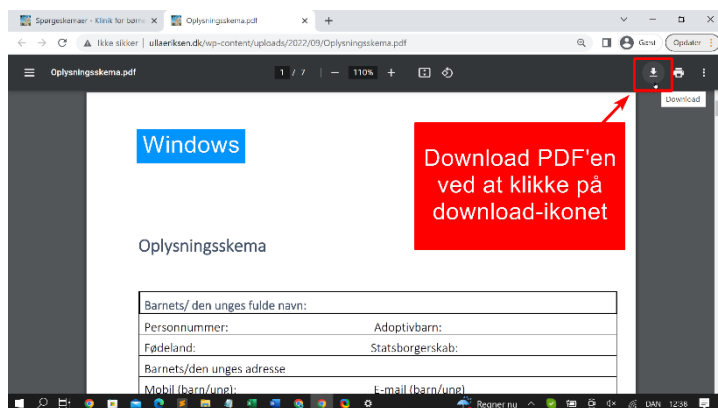 Spørgeskemaer - Klinik for børne
Oplysningsskema.pdf
Ikke sikker | ullaeriksen.dk/wp-content/uploads/2022/09/Oplysningsskema.pdf
Gæst
Opdater
Oplysningsskema.pdf
1 / 7 | − 110% +
Download
Windows
Download PDF'en
ved at klikke på
download-ikonet
Oplysningsskema
Barnets/ den unges fulde navn:
Personnummer: Adoptivbarn:
Fødeland: Statsborgerskab:
Barnets/den unges adresse
Mobil (barn/ung): E-mail (barn/ung)
Regner nu
DAN
1236